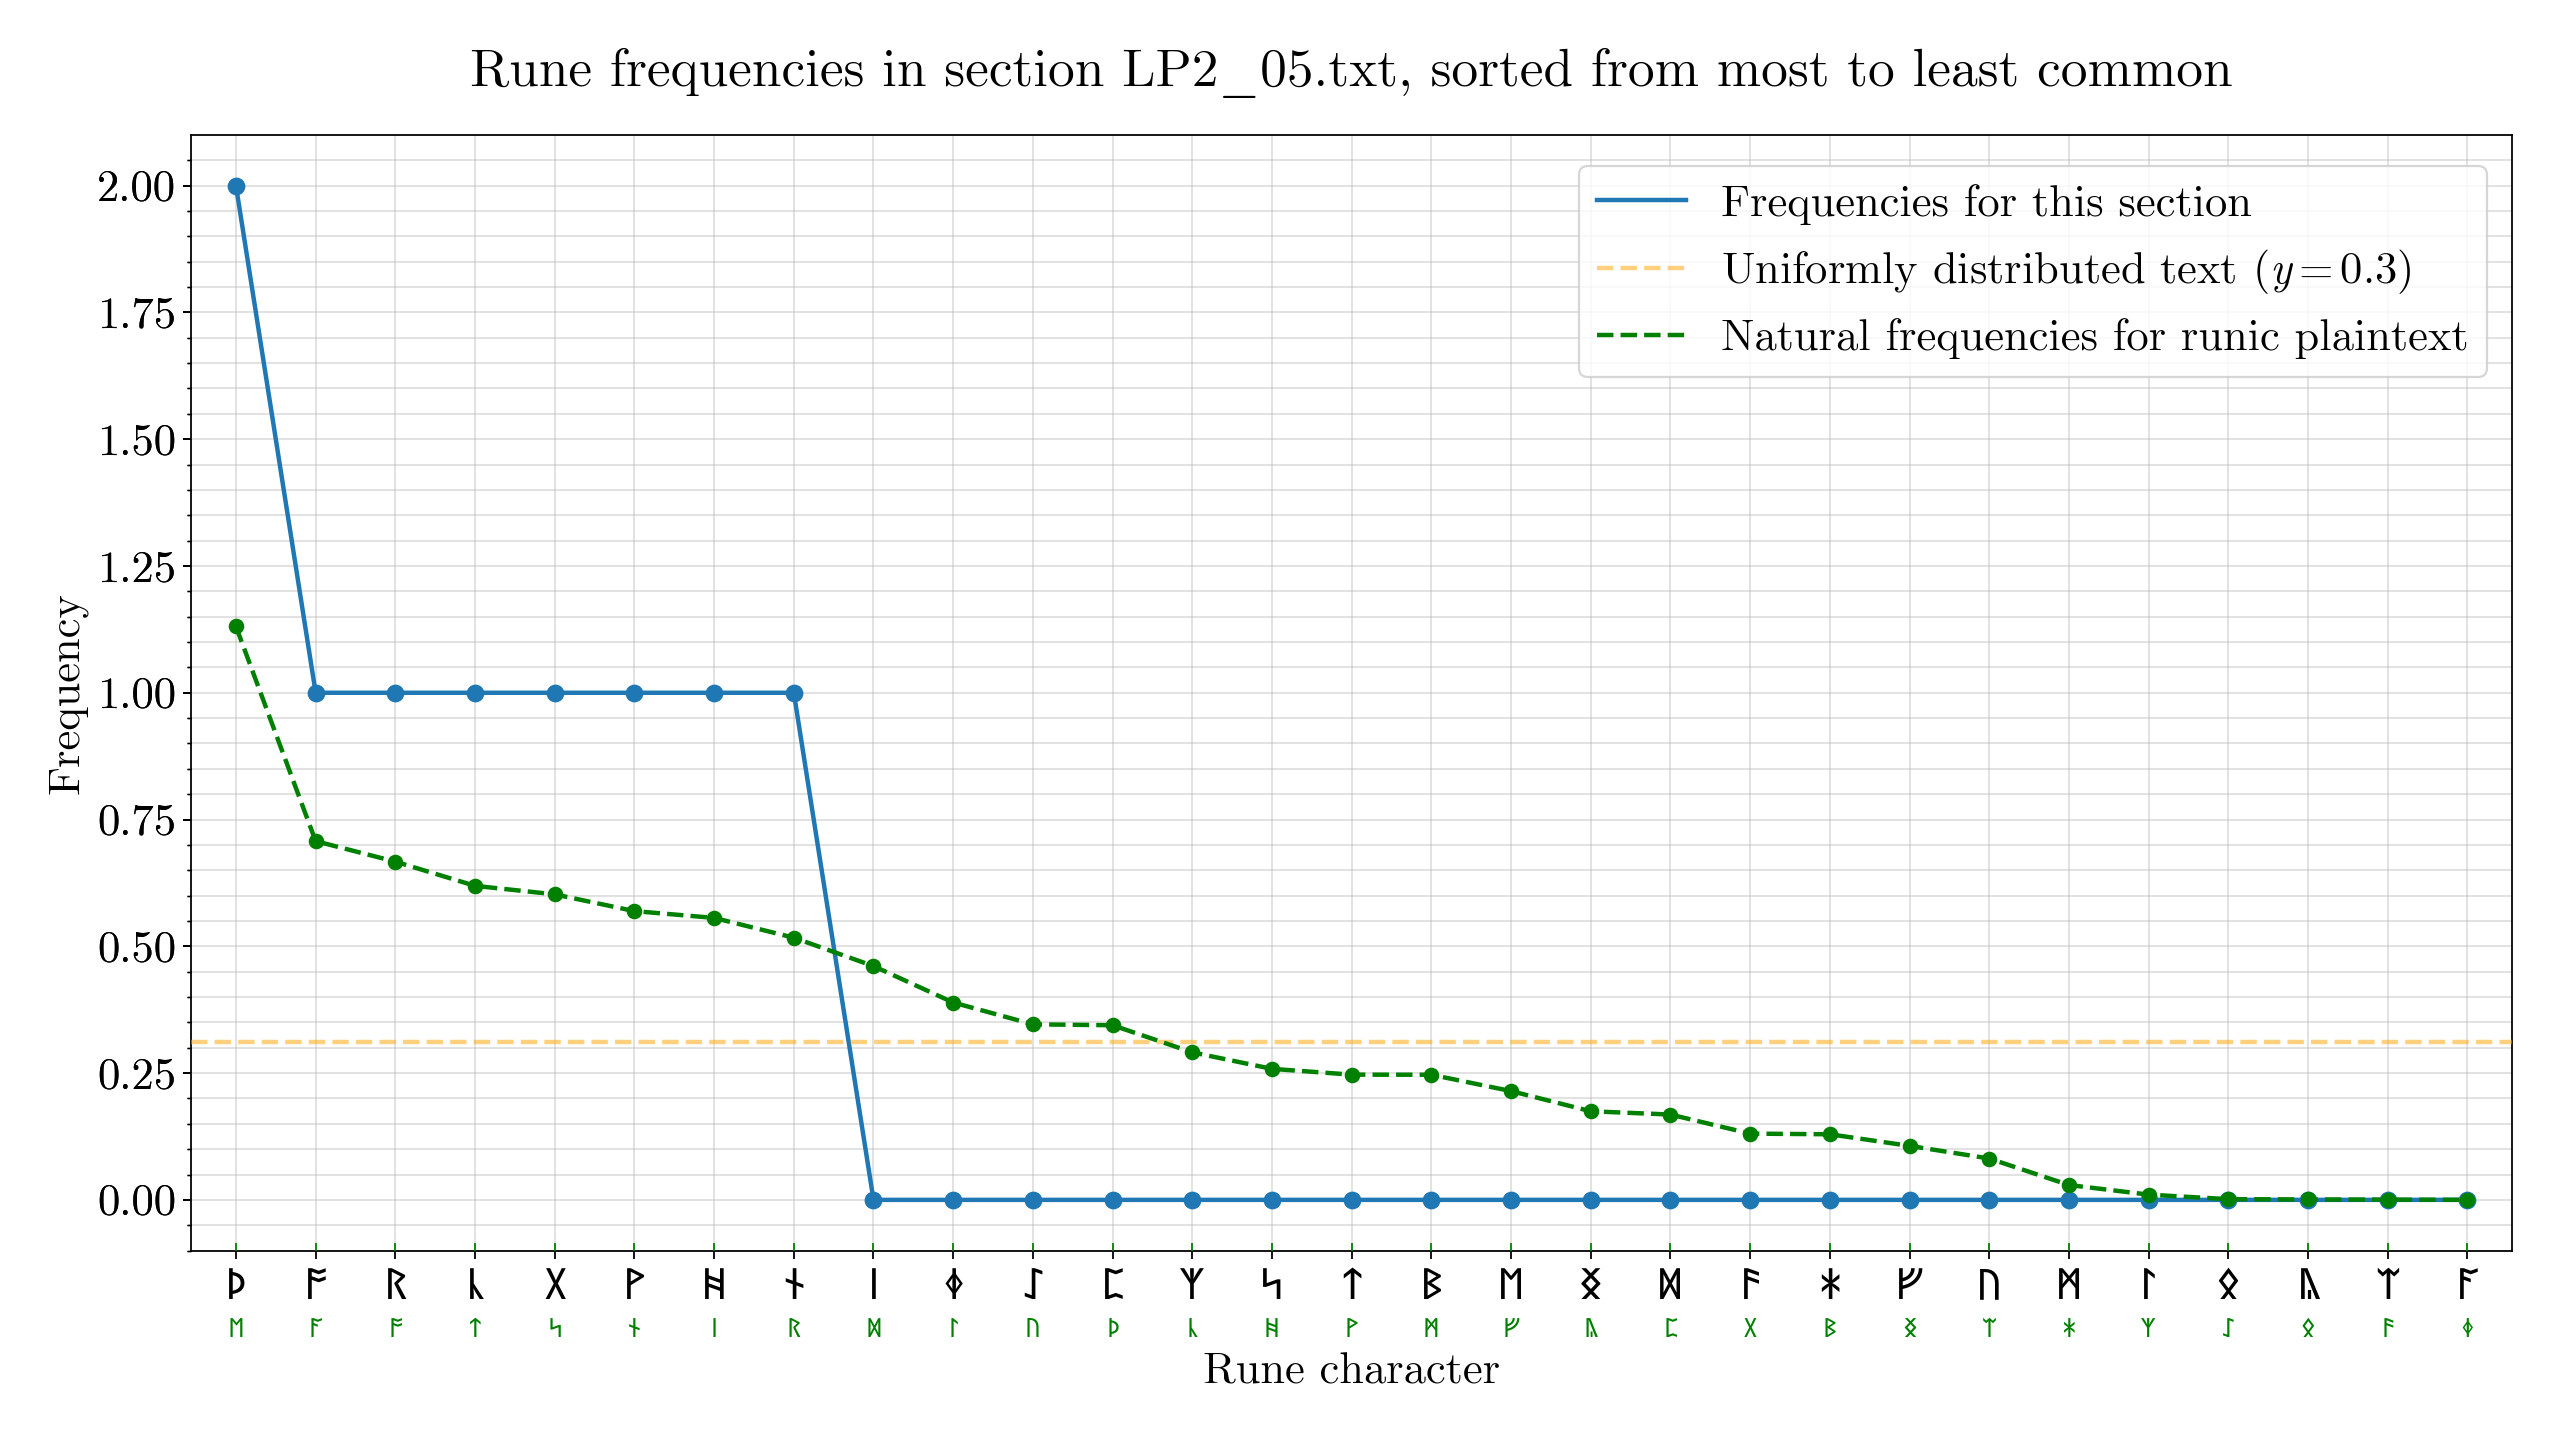 Rune frequencies in section LP2_05.txt, sorted from most to least common
Frequencies for this section
Uniformly distributed text (y=0.3)
Natural frequencies for runic plaintext
Frequency
2.00
1.75
1.50
1.25
1.00
0.75
0.50
0.25
0.00
ᚦ ᚩ ᚱ ᚳ ᚷ ᚹ ᚻ ᚾ ᛁ ᛄ ᛇ ᛈ ᛉ ᛋ ᛏ ᛒ ᛖ ᛝ ᛞ ᚫ ᛡ ᚠ ᚢ ᛗ ᛚ ᛟ ᚣ ᛠ ᚪ
ᛖ ᚪ ᚩ ᛏ ᛋ ᚾ ᛁ ᚱ ᛞ ᛚ ᚢ ᚦ ᚳ ᚻ ᚹ ᛗ ᚠ ᚣ ᛈ ᚷ ᛒ ᛝ ᛠ ᛡ ᛉ ᛇ ᛟ ᚫ ᛄ
Rune character